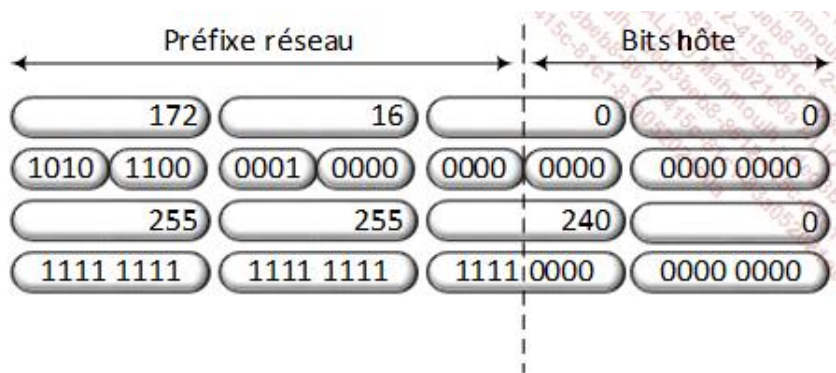 Préfixe réseau Bits hôte
172 16 0 0
1010 1100 0001 0000 0000 0000 0000 0000
255 255 240 0
1111 1111 1111 1111 1111 0000 0000 0000